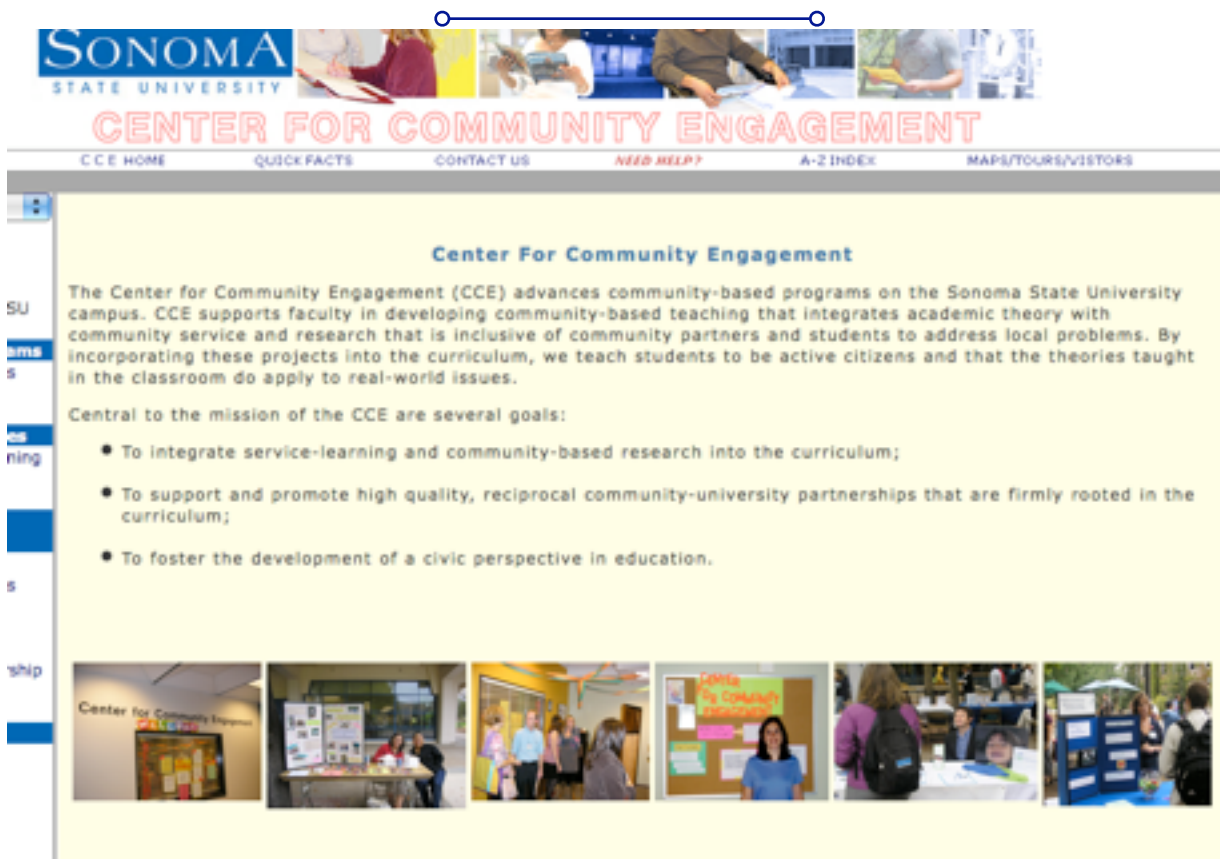 SONOMA
STATE UNIVERSITY
CENTER FOR COMMUNITY ENGAGEMENT
CCE HOME QUICK FACTS CONTACT US NEED HELP? A-Z INDEX MAPS/TOURS/VISTORS
SU
ams
s
es
ning
s
rship
Center For Community Engagement
The Center for Community Engagement (CCE) advances community-based programs on the Sonoma State University
campus. CCE supports faculty in developing community-based teaching that integrates academic theory with
community service and research that is inclusive of community partners and students to address local problems. By
incorporating these projects into the curriculum, we teach students to be active citizens and that the theories taught
in the classroom do apply to real-world issues.
Central to the mission of the CCE are several goals:
• To integrate service-learning and community-based research into the curriculum;
• To support and promote high quality, reciprocal community-university partnerships that are firmly rooted in the
curriculum;
• To foster the development of a civic perspective in education.
Center for Community Engagement
CENTER
FOR COMMUNITY
ENGAGEMENT